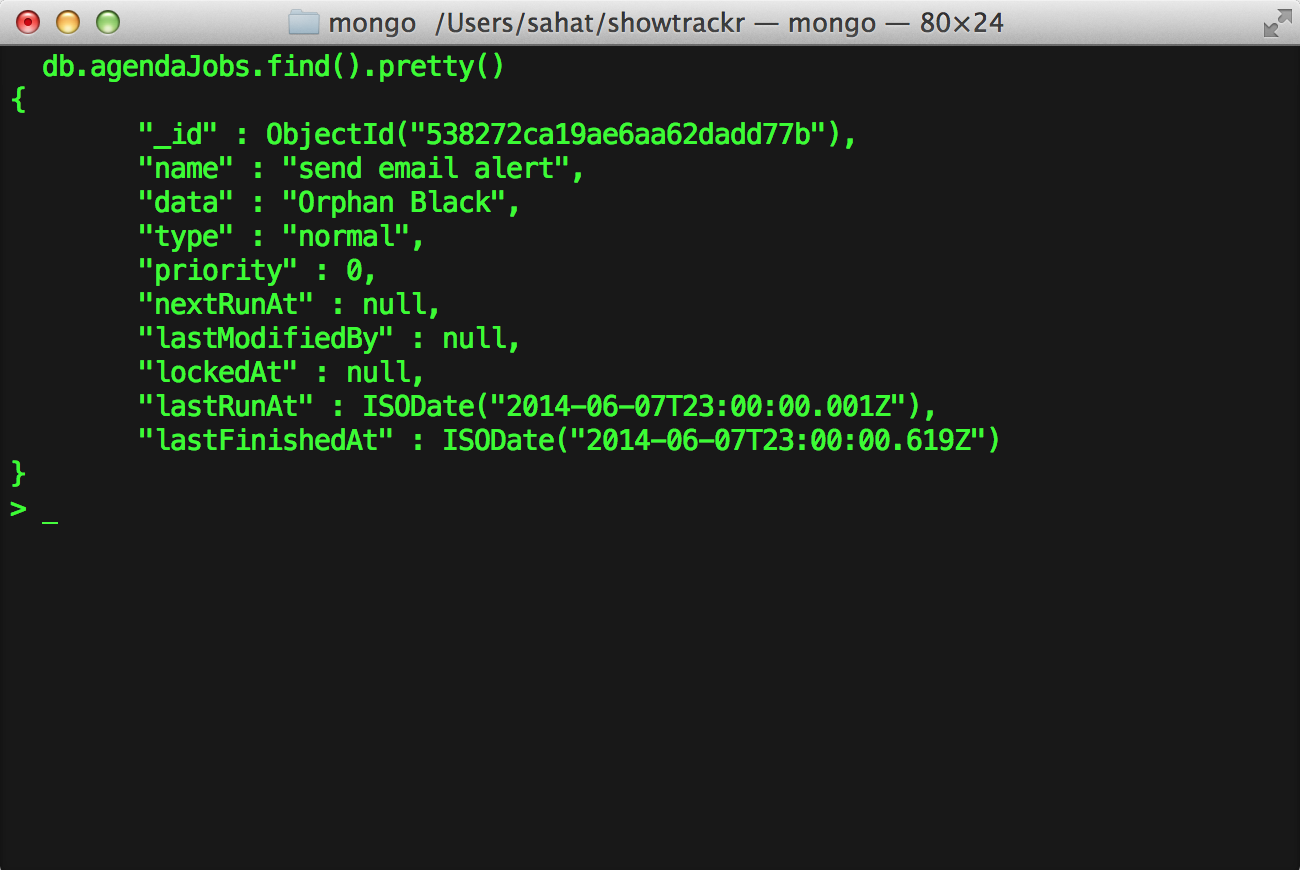 mongo /Users/sahat/showtrackr — mongo — 80×24
db.agendaJobs.find().pretty()
{
"_id" : ObjectId("538272ca19ae6aa62dadd77b"),
"name" : "send email alert",
"data" : "Orphan Black",
"type" : "normal",
"priority" : 0,
"nextRunAt" : null,
"lastModifiedBy" : null,
"lockedAt" : null,
"lastRunAt" : ISODate("2014-06-07T23:00:00.001Z"),
"lastFinishedAt" : ISODate("2014-06-07T23:00:00.619Z")
}
> _